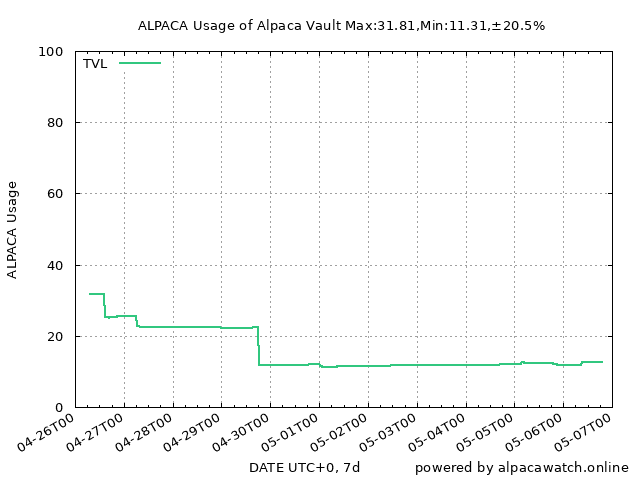 ALPACA Usage of Alpaca Vault Max:31.81,Min:11.31,±20.5%
TVL
ALPACA Usage
100
80
60
40
20
0
04-26T00
04-27T00
04-28T00
04-29T00
04-30T00
05-01T00
05-02T00
05-03T00
05-04T00
05-05T00
05-06T00
05-07T00
DATE UTC+0, 7d
powered by alpacawatch.online